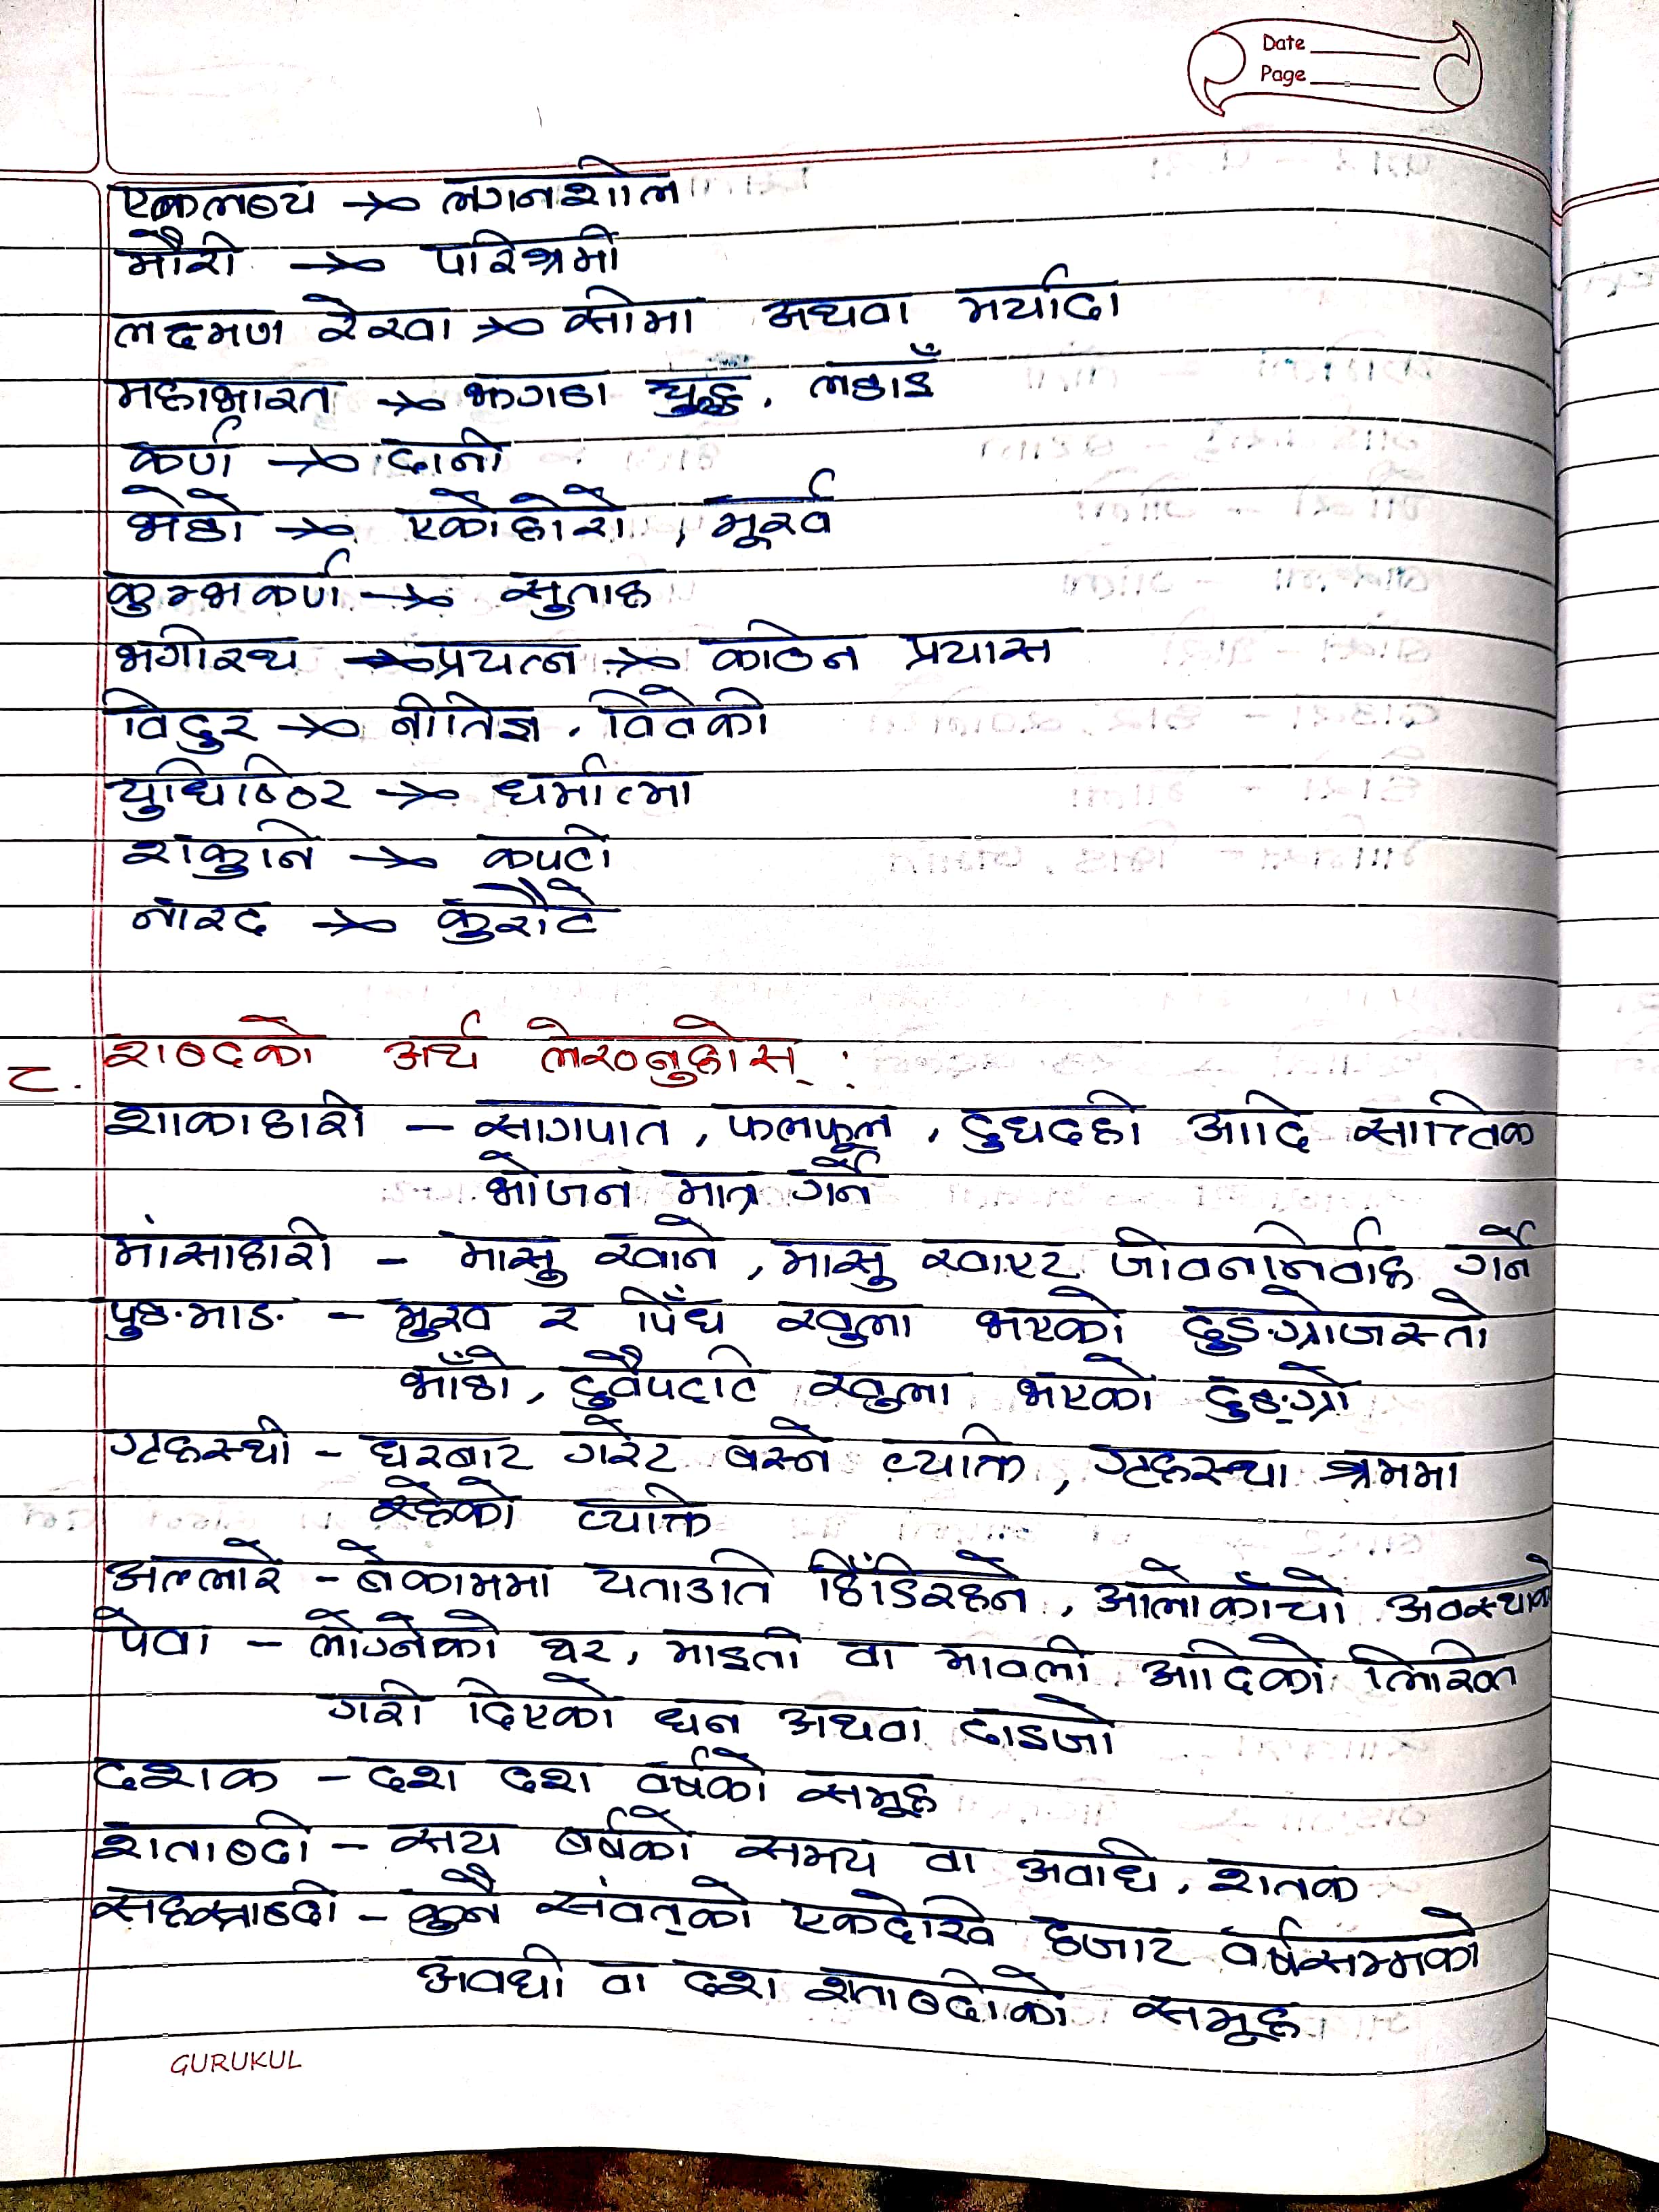 Date
Page
एकलव्य → लगनशील
मौरी → परिश्रमी
लक्ष्मण रेखा → सीमा अथवा मर्यादा
महाभारत → झगडा युद्ध, लडाइँ
कर्ण → दानी
भेडो → एकोहोरो, मूर्ख
कुम्भकर्ण → सुताहा
भगीरथ प्रयत्न → कठिन प्रयास
विदुर → नीतिज्ञ, विवेकी
युधिष्ठिर → धर्मात्मा
शकुनि → कपटी
नारद → कुरौटे
८. शब्दको अर्थ लेख्नुहोस् :
शाकाहारी – सागपात, फलफूल, दुधदही आदि सात्त्विक
भोजन मात्र गर्ने
मांसाहारी – मासु खाने, मासु खाएर जीवननिर्वाह गर्ने
पुङमाङ – मुख र पिँध खुला भएको ढुङग्रोजस्तो
भाँडो, दुवैपट्टि खुला भएको ढुङ्ग्रो
गृहस्थी – घरबार गरेर बस्ने व्यक्ति, गृहस्था श्रममा
रहेको व्यक्ति
अल्लारे – बेकाममा यताउति हिँडिरहने, आलोकाँचो अवस्थाको
पेवा – लोग्नेको घर, माइती वा मावली आदिको
गरी दिएको धन अथवा दाइजो
दशक – दश दश वर्षको समूह
शताब्दी – सय बर्षको समय वा अवधि, शतक
सहस्राब्दी – कुनै संवत्‌को एकदेखि हजार वर्षसम्मको
अवधी वा दश शताब्दीको समूह
GURUKUL